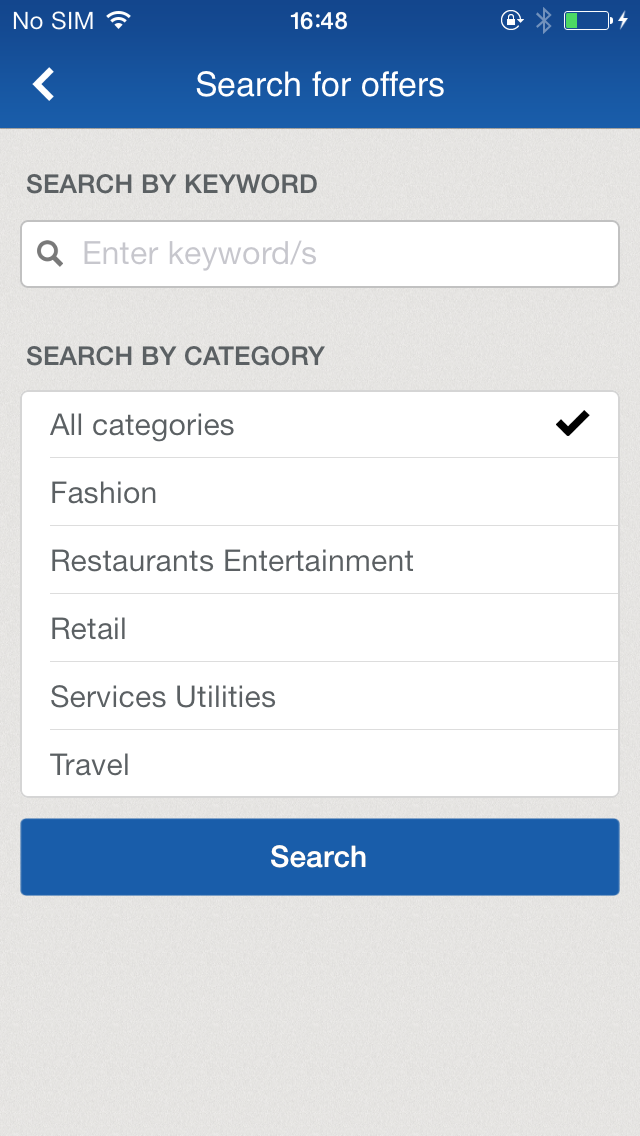 No SIM 16:48
Search for offers
SEARCH BY KEYWORD
Enter keyword/s
SEARCH BY CATEGORY
All categories
Fashion
Restaurants Entertainment
Retail
Services Utilities
Travel
Search